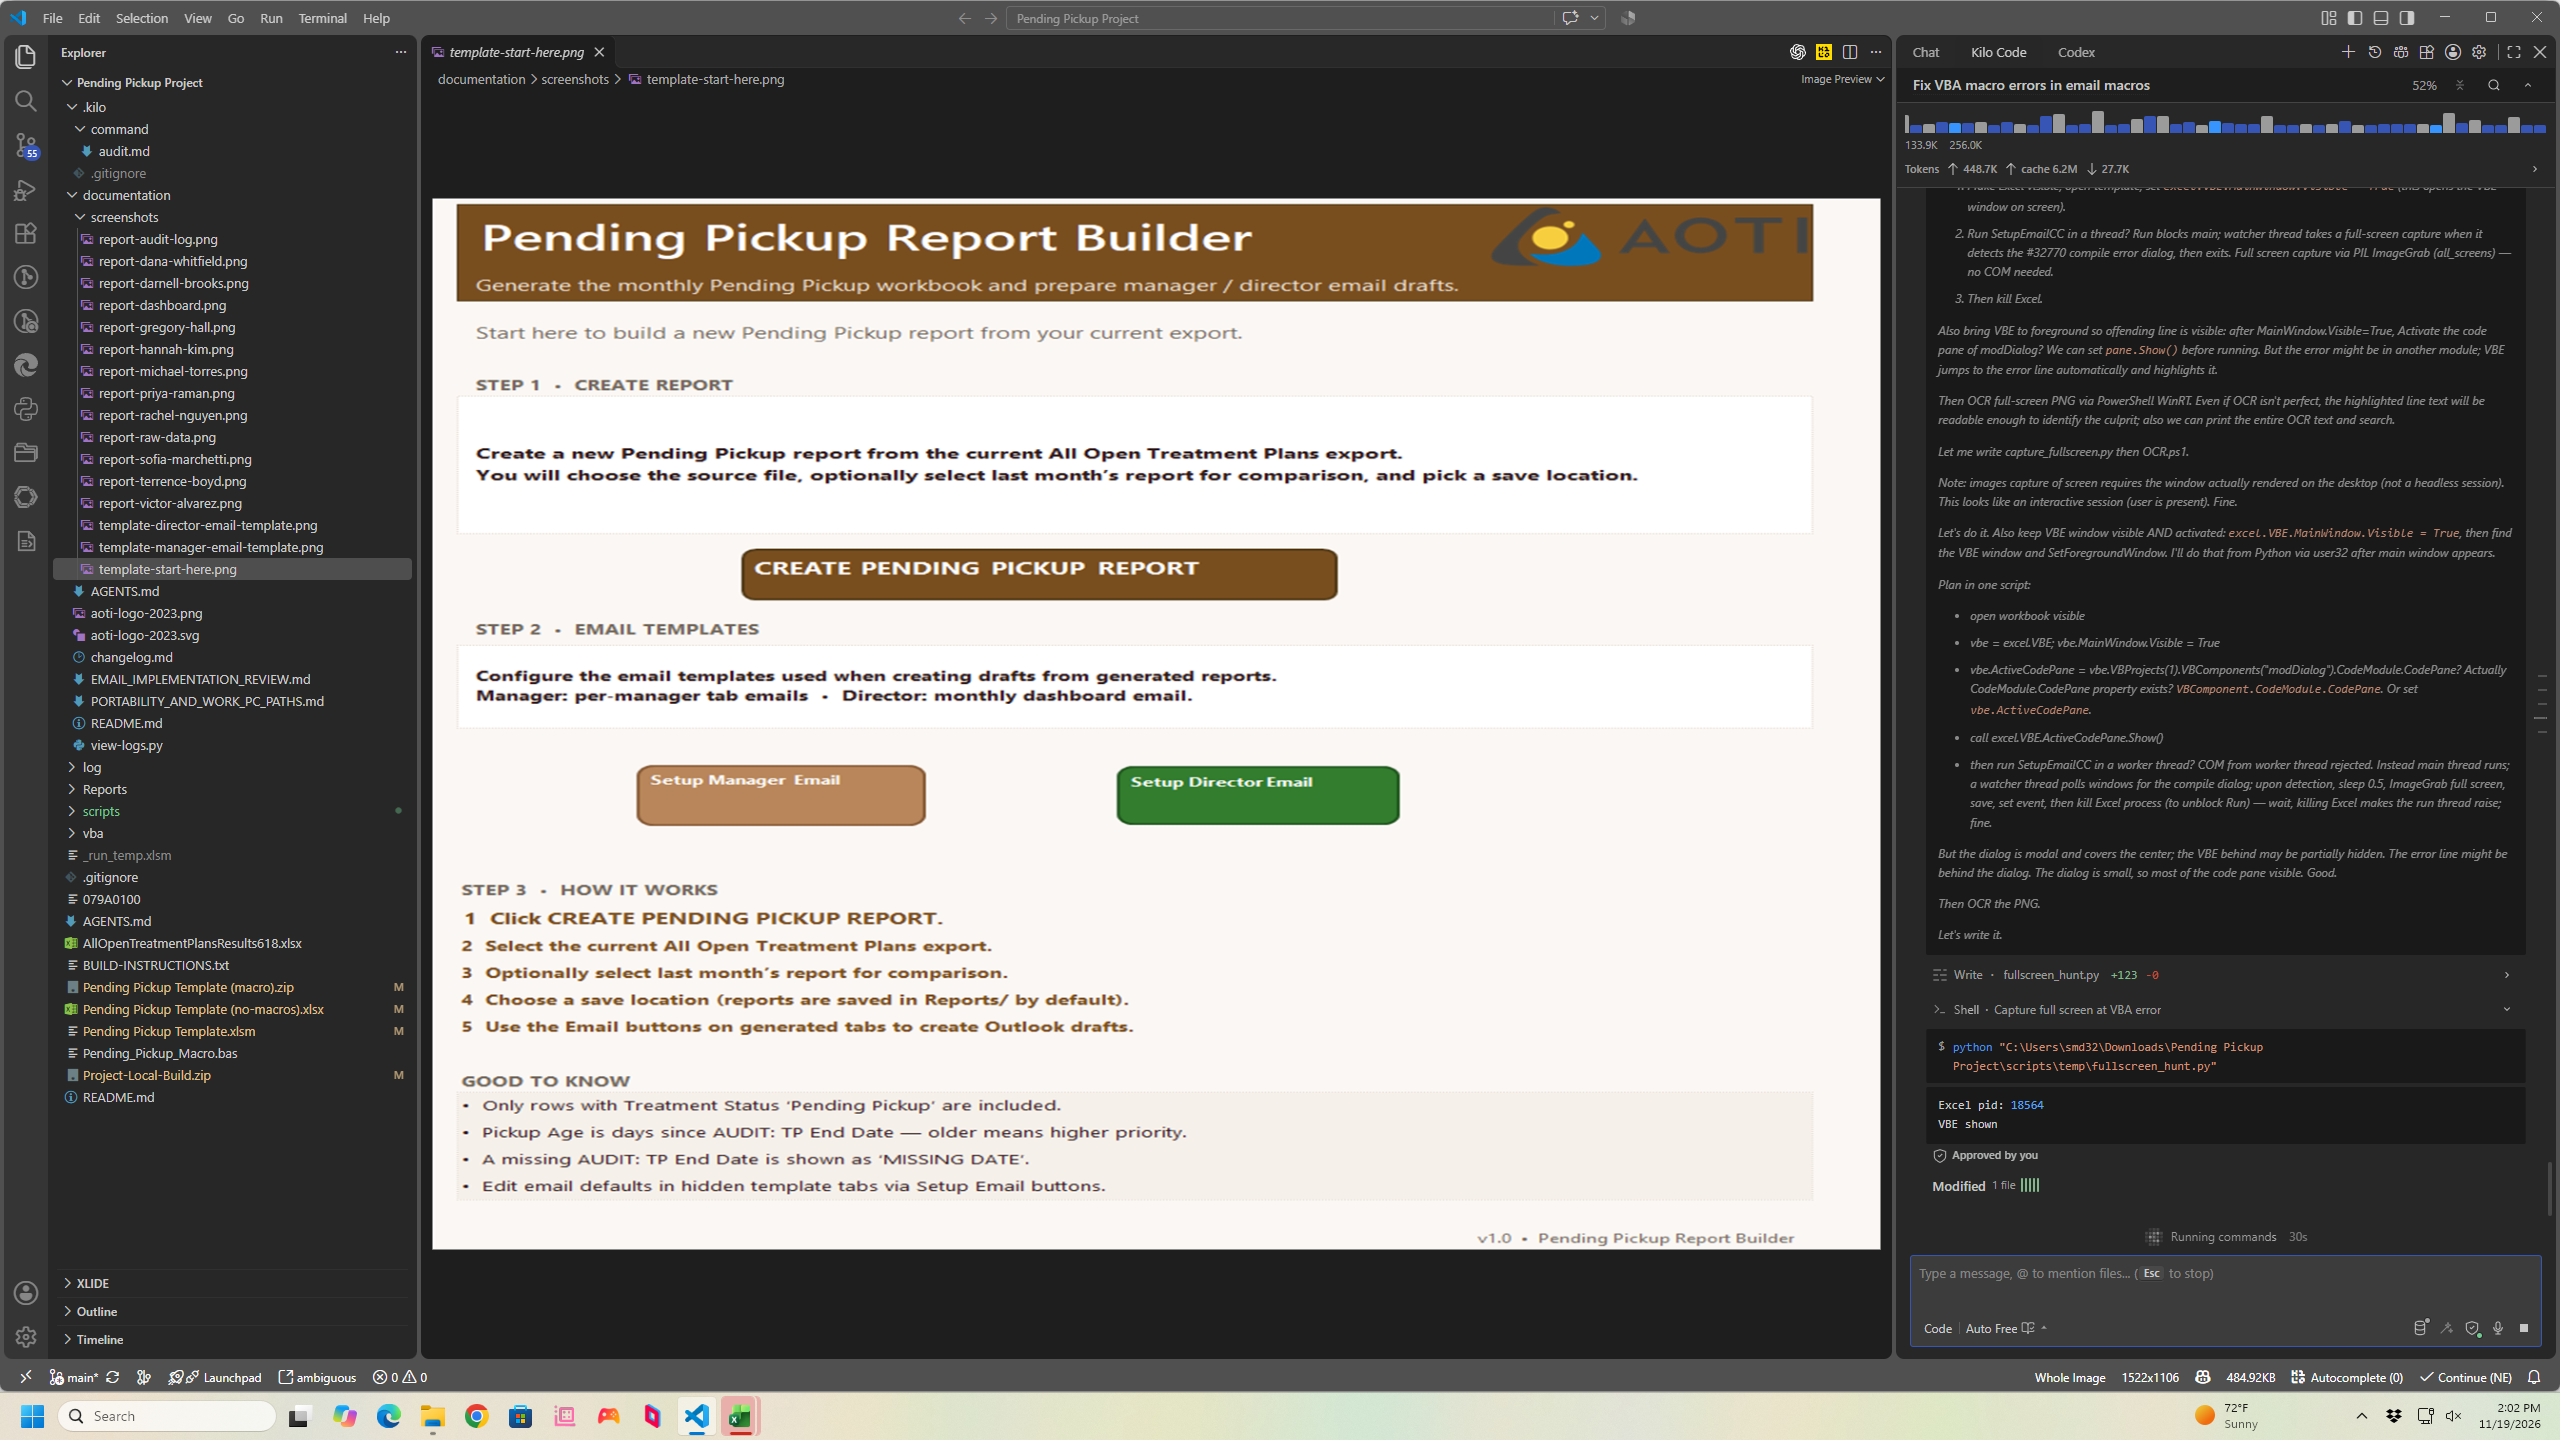 File Edit Selection View Go Run Terminal Help
Pending Pickup Project
Explorer
Pending Pickup Project
.kilo
command
audit.md
.gitignore
documentation
screenshots
report-audit-log.png
report-dana-whitfield.png
report-darnell-brooks.png
report-dashboard.png
report-gregory-hall.png
report-hannah-kim.png
report-michael-torres.png
report-priya-raman.png
report-rachel-nguyen.png
report-raw-data.png
report-sofia-marchetti.png
report-terrence-boyd.png
report-victor-alvarez.png
template-director-email-template.png
template-manager-email-template.png
template-start-here.png
AGENTS.md
aoti-logo-2023.png
aoti-logo-2023.svg
changelog.md
EMAIL_IMPLEMENTATION_REVIEW.md
PORTABILITY_AND_WORK_PC_PATHS.md
README.md
view-logs.py
log
Reports
scripts
vba
_run_temp.xlsm
.gitignore
079A0100
AGENTS.md
AllOpenTreatmentPlansResults618.xlsx
BUILD-INSTRUCTIONS.txt
Pending Pickup Template (macro).zip M
Pending Pickup Template (no-macros).xlsx M
Pending Pickup Template.xlsm M
Pending_Pickup_Macro.bas
Project-Local-Build.zip M
README.md
XLIDE
Outline
Timeline
55
template-start-here.png
documentation > screenshots > template-start-here.png
Image Preview
Pending Pickup Report Builder
AOTI
Generate the monthly Pending Pickup workbook and prepare manager / director email drafts.
Start here to build a new Pending Pickup report from your current export.
STEP 1 • CREATE REPORT
Create a new Pending Pickup report from the current All Open Treatment Plans export.
You will choose the source file, optionally select last month’s report for comparison, and pick a save location.
CREATE PENDING PICKUP REPORT
STEP 2 • EMAIL TEMPLATES
Configure the email templates used when creating drafts from generated reports.
Manager: per-manager tab emails • Director: monthly dashboard email.
Setup Manager Email
Setup Director Email
STEP 3 • HOW IT WORKS
1 Click CREATE PENDING PICKUP REPORT.
2 Select the current All Open Treatment Plans export.
3 Optionally select last month’s report for comparison.
4 Choose a save location (reports are saved in Reports/ by default).
5 Use the Email buttons on generated tabs to create Outlook drafts.
GOOD TO KNOW
• Only rows with Treatment Status ‘Pending Pickup’ are included.
• Pickup Age is days since AUDIT: TP End Date — older means higher priority.
• A missing AUDIT: TP End Date is shown as ‘MISSING DATE’.
• Edit email defaults in hidden template tabs via Setup Email buttons.
v1.0 • Pending Pickup Report Builder
Chat Kilo Code Codex
Fix VBA macro errors in email macros
52%
133.9K 256.0K
Tokens ↑ 448.7K ↑ cache 6.2M ↓ 27.7K
window on screen).
2. Run SetupEmailCC in a thread? Run blocks main; watcher thread takes a full-screen capture when it
detects the #32770 compile error dialog, then exits. Full screen capture via PIL ImageGrab (all_screens) —
no COM needed.
3. Then kill Excel.
Also bring VBE to foreground so offending line is visible: after MainWindow.Visible=True, Activate the code
pane of modDialog? We can set pane.Show() before running. But the error might be in another module; VBE
jumps to the error line automatically and highlights it.
Then OCR full-screen PNG via PowerShell WinRT. Even if OCR isn't perfect, the highlighted line text will be
readable enough to identify the culprit; also we can print the entire OCR text and search.
Let me write capture_fullscreen.py then OCR.ps1.
Note: images capture of screen requires the window actually rendered on the desktop (not a headless session).
This looks like an interactive session (user is present). Fine.
Let's do it. Also keep VBE window visible AND activated: excel.VBE.MainWindow.Visible = True, then find
the VBE window and SetForegroundWindow. I'll do that from Python via user32 after main window appears.
Plan in one script:
• open workbook visible
• vbe = excel.VBE; vbe.MainWindow.Visible = True
• vbe.ActiveCodePane = vbe.VBProjects(1).VBComponents("modDialog").CodeModule.CodePane? Actually
CodeModule.CodePane property exists? VBComponent.CodeModule.CodePane. Or set
vbe.ActiveCodePane.
• call excel.VBE.ActiveCodePane.Show()
• then run SetupEmailCC in a worker thread? COM from worker thread rejected. Instead main thread runs;
a watcher thread polls windows for the compile dialog; upon detection, sleep 0.5, ImageGrab full screen,
save, set event, then kill Excel process (to unblock Run) — wait, killing Excel makes the run thread raise;
fine.
But the dialog is modal and covers the center; the VBE behind may be partially hidden. The error line might be
behind the dialog. The dialog is small, so most of the code pane visible. Good.
Then OCR the PNG.
Let's write it.
Write · fullscreen_hunt.py +123 -0
Shell · Capture full screen at VBA error
$ python "C:\Users\smd32\Downloads\Pending Pickup
Project\scripts\temp\fullscreen_hunt.py"
Excel pid: 18564
VBE shown
Approved by you
Modified 1 file
Running commands 30s
Type a message, @ to mention files... ( Esc to stop)
Code Auto Free
main* Launchpad ambiguous 0 0
Whole Image 1522x1106 484.92KB Autocomplete (0) Continue (NE)
Search
72°F
Sunny
2:02 PM
11/19/2026